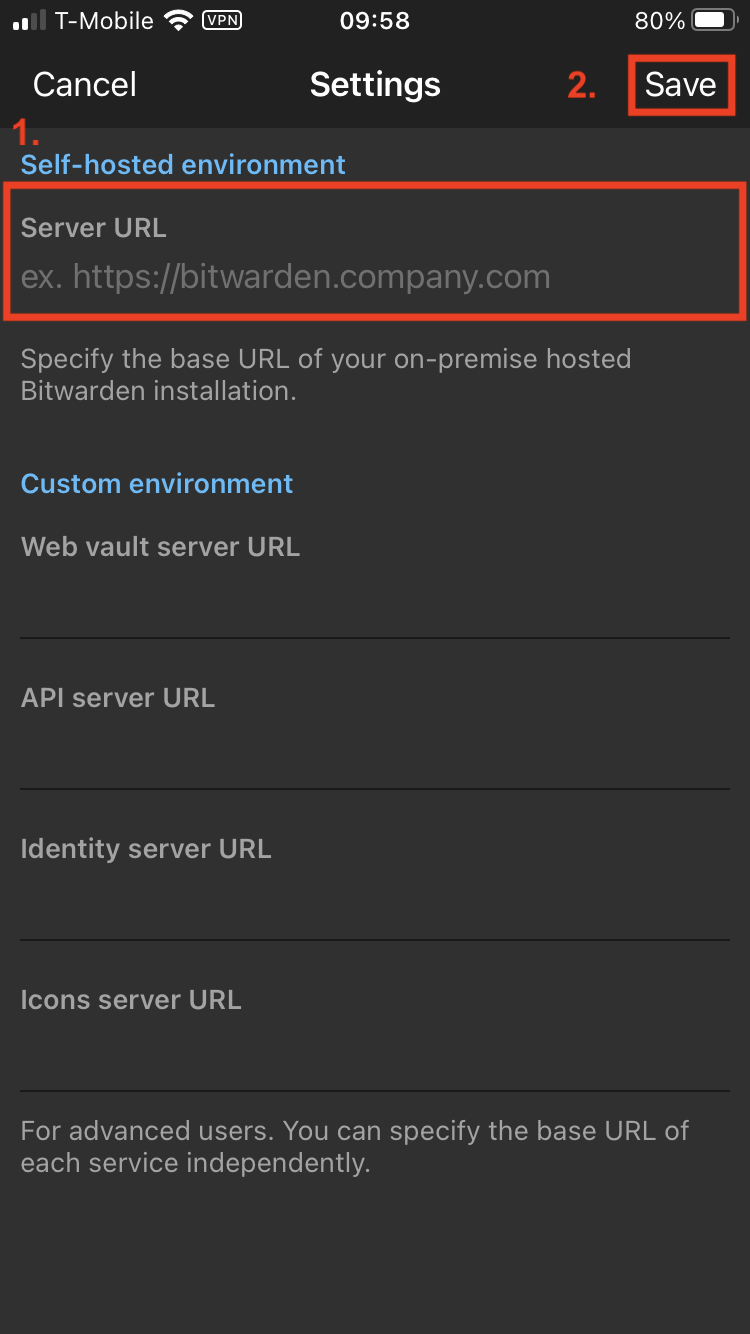 T-Mobile VPN 09:58 80%
Cancel Settings 2. Save
1.
Self-hosted environment
Server URL
ex. https://bitwarden.company.com
Specify the base URL of your on-premise hosted
Bitwarden installation.
Custom environment
Web vault server URL
API server URL
Identity server URL
Icons server URL
For advanced users. You can specify the base URL of
each service independently.